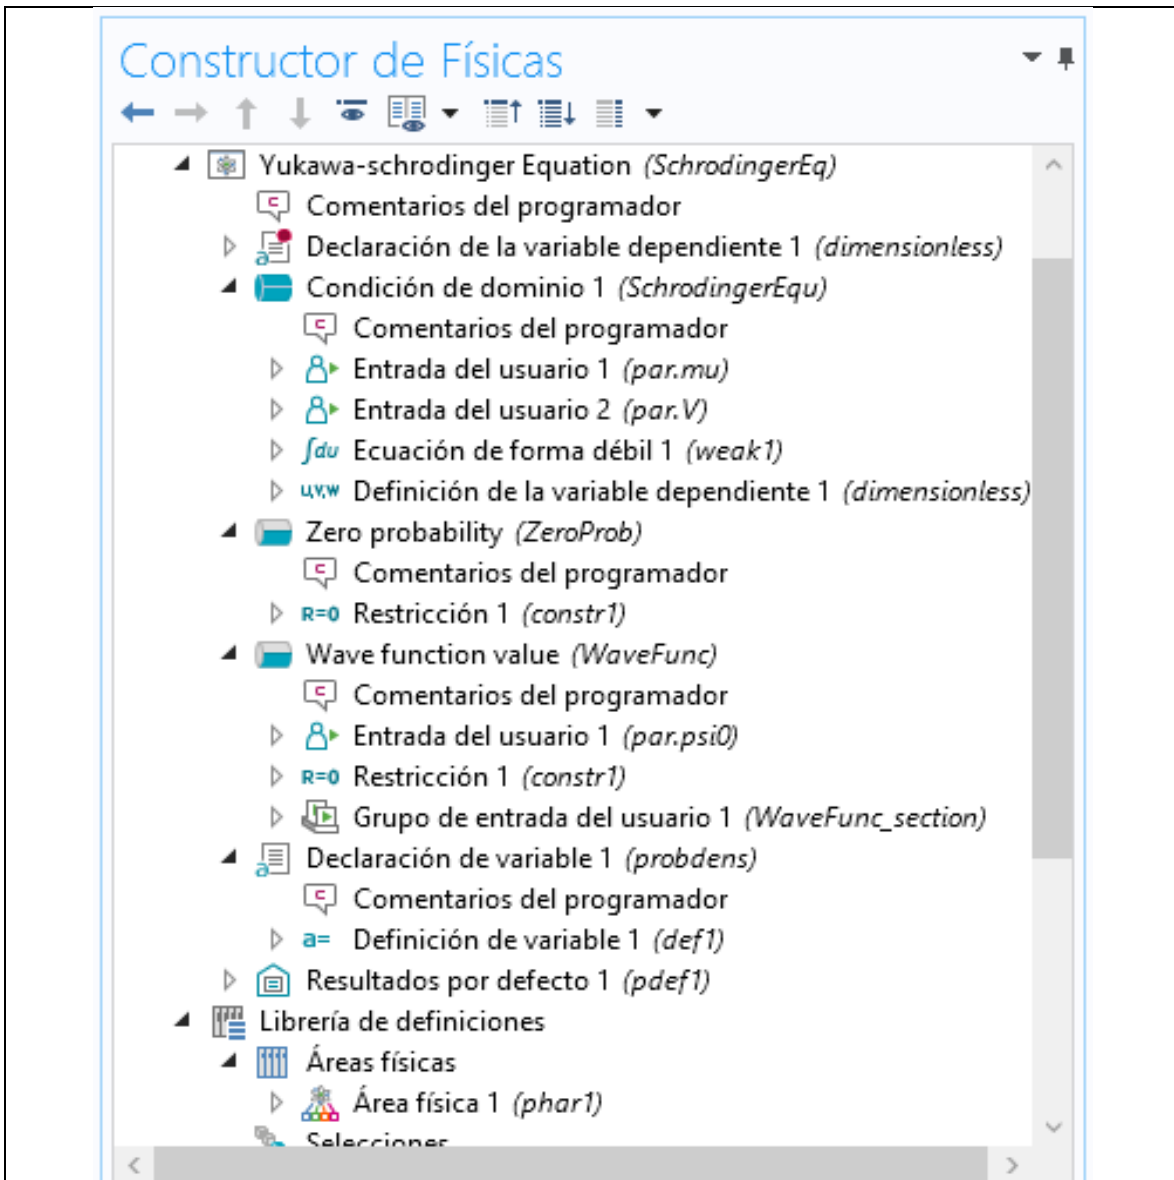 Constructor de Físicas
Yukawa-schrodinger Equation (SchrodingerEq)
Comentarios del programador
Declaración de la variable dependiente 1 (dimensionless)
Condición de dominio 1 (SchrodingerEqu)
Comentarios del programador
Entrada del usuario 1 (par.mu)
Entrada del usuario 2 (par.V)
∫du Ecuación de forma débil 1 (weak1)
u,v,w Definición de la variable dependiente 1 (dimensionless)
Zero probability (ZeroProb)
Comentarios del programador
R=0 Restricción 1 (constr1)
Wave function value (WaveFunc)
Comentarios del programador
Entrada del usuario 1 (par.psi0)
R=0 Restricción 1 (constr1)
Grupo de entrada del usuario 1 (WaveFunc_section)
Declaración de variable 1 (probdens)
Comentarios del programador
a= Definición de variable 1 (def1)
Resultados por defecto 1 (pdef1)
Librería de definiciones
Áreas físicas
Área física 1 (phar1)
Selecciones